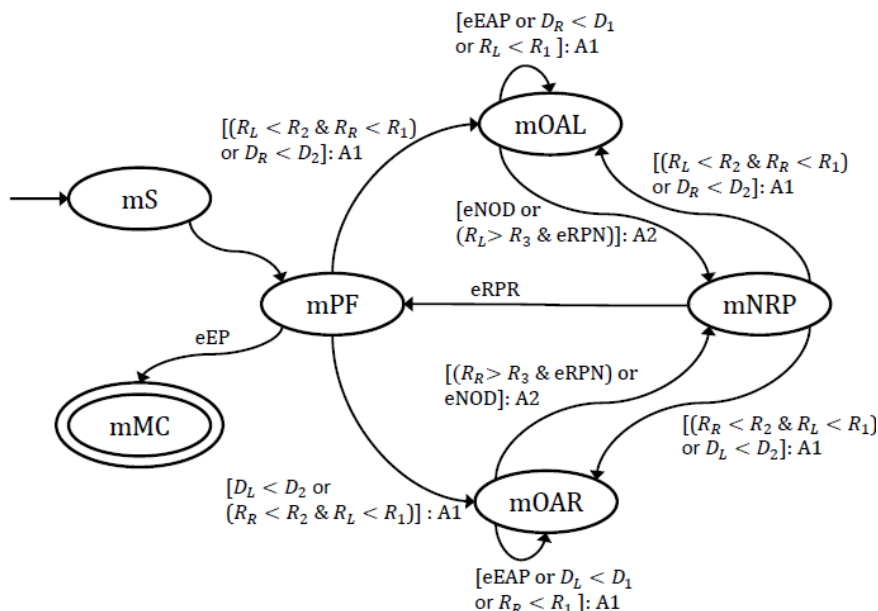 [eEAP or D_R < D_1
or R_L < R_1 ]: A1
mOAL
[(R_L < R_2 & R_R < R_1)
or D_R < D_2]: A1
[(R_L < R_2 & R_R < R_1)
or D_R < D_2]: A1
mS
[eNOD or
(R_L> R_3 & eRPN)]: A2
mPF
eRPR
mNRP
eEP
[(R_R> R_3 & eRPN) or
eNOD]: A2
mMC
[(R_R < R_2 & R_L < R_1)
or D_L < D_2]: A1
[D_L < D_2 or
(R_R < R_2 & R_L < R_1)] : A1
mOAR
[eEAP or D_L < D_1
or R_R < R_1 ]: A1